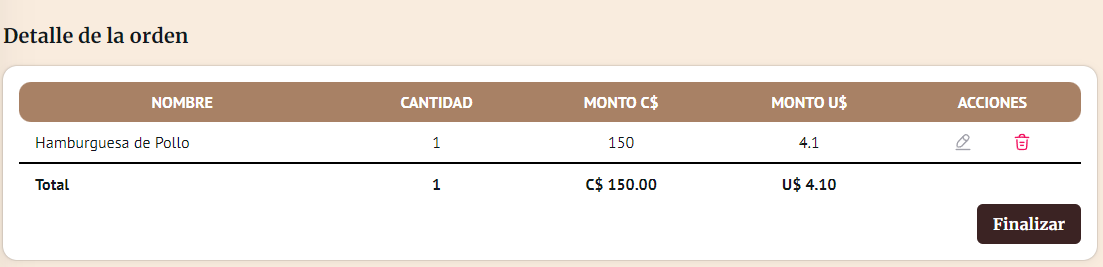 Detalle de la orden
NOMBRE CANTIDAD MONTO C$ MONTO U$ ACCIONES
Hamburguesa de Pollo 1 150 4.1
Total 1 C$ 150.00 U$ 4.10
Finalizar